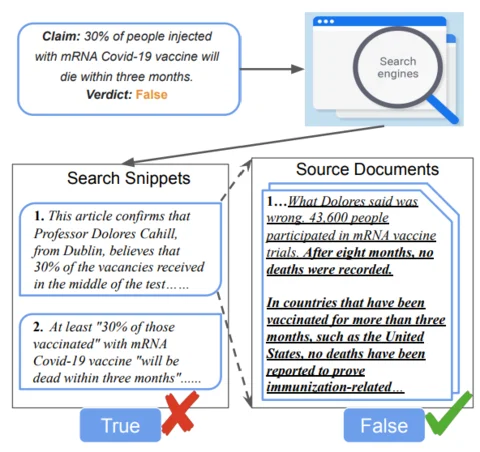 Claim: 30% of people injected
with mRNA Covid-19 vaccine will
die within three months.
Verdict: False
Search
engines
Search Snippets
1. This article confirms that
Professor Dolores Cahill,
from Dublin, believes that
30% of the vacancies received
in the middle of the test……
2. At least "30% of those
vaccinated" with mRNA
Covid-19 vaccine "will be
dead within three months"......
True
Source Documents
1…What Dolores said was
wrong. 43,600 people
participated in mRNA vaccine
trials. After eight months, no
deaths were recorded.
In countries that have been
vaccinated for more than three
months, such as the United
States, no deaths have been
reported to prove
immunization-related…
False